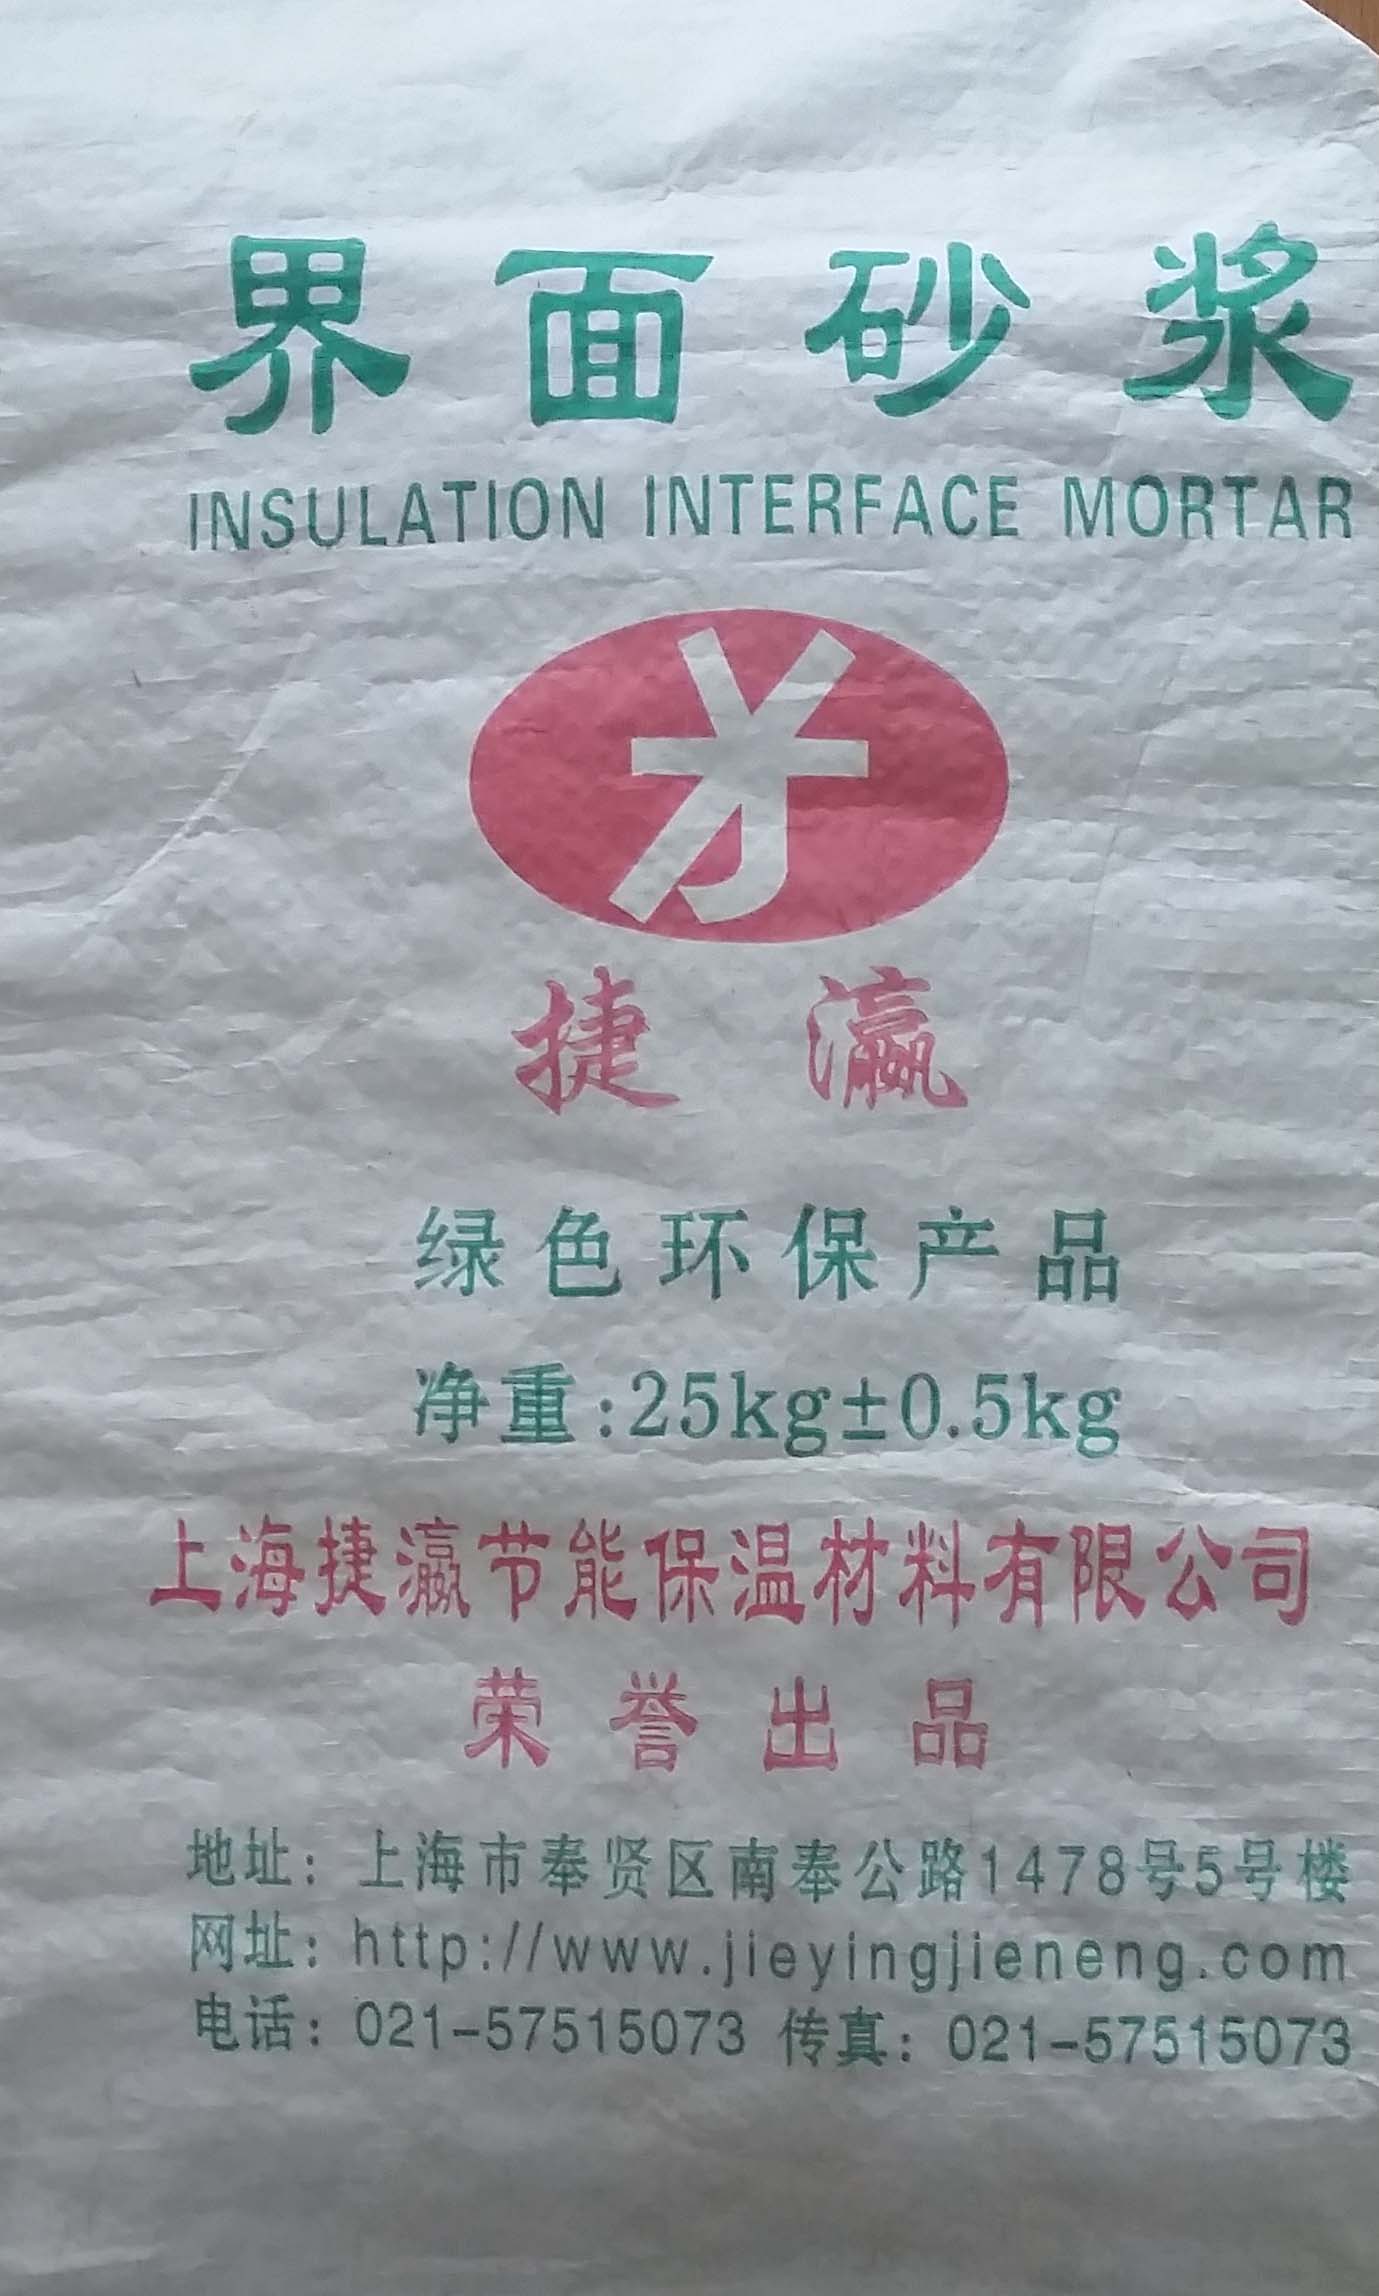 界面砂浆
INSULATION INTERFACE MORTAR
捷瀛
绿色环保产品
净重:25kg±0.5kg
上海捷瀛节能保温材料有限公司
荣誉出品
地址：上海市奉贤区南奉公路1478号5号楼
网址：http://www.jieyingjieneng.com
电话：021-57515073 传真：021-57515073